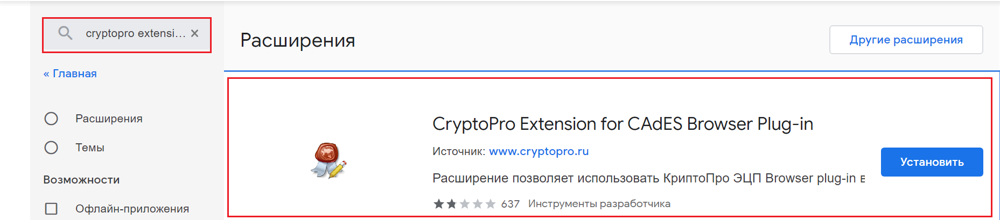 cryptopro extensi...
« Главная
Расширения
Темы
Возможности
Офлайн-приложения
Расширения
Другие расширения
CryptoPro Extension for CAdES Browser Plug-in
Источник: www.cryptopro.ru
Расширение позволяет использовать КриптоПро ЭЦП Browser plug-in в
637 Инструменты разработчика
Установить